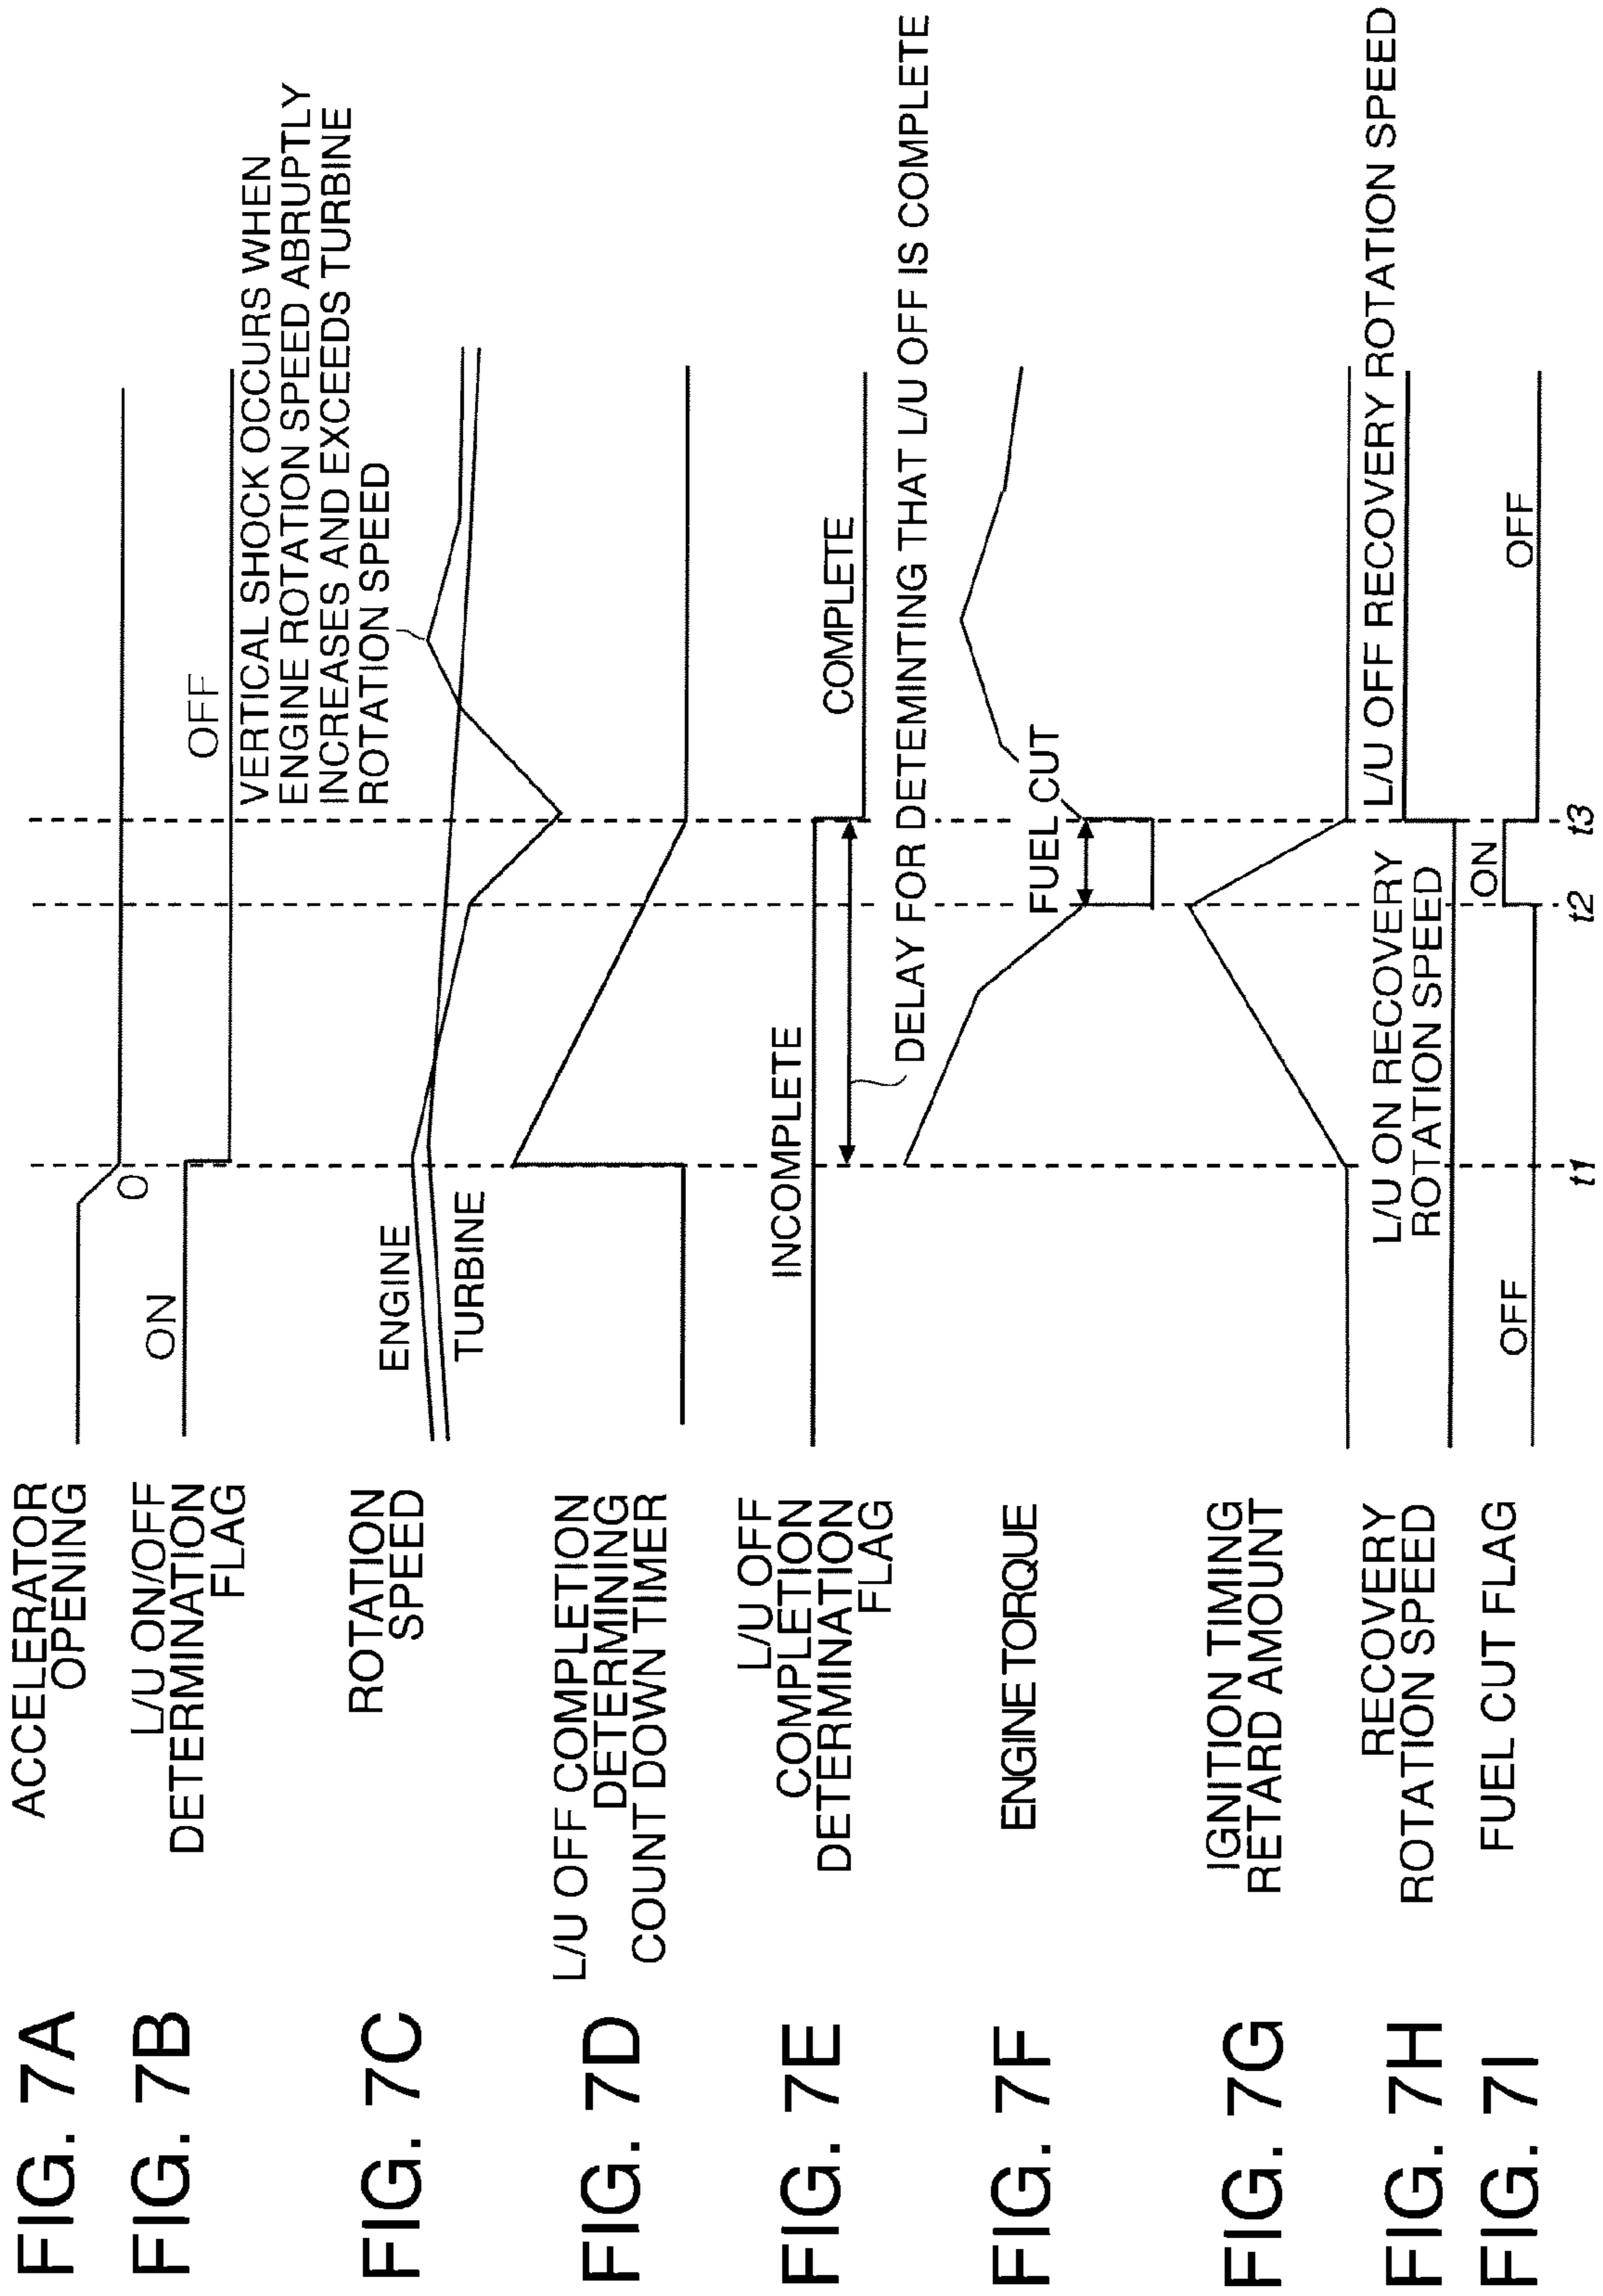 FIG. 7A
ACCELERATOR
OPENING
0
FIG. 7B
L/U ON/OFF
DETERMINATION
FLAG
ON
OFF
FIG. 7C
ROTATION
SPEED
ENGINE
TURBINE
VERTICAL SHOCK OCCURS WHEN
ENGINE ROTATION SPEED ABRUPTLY
INCREASES AND EXCEEDS TURBINE
ROTATION SPEED
FIG. 7D
L/U OFF COMPLETION
DETERMINING
COUNT DOWN TIMER
FIG. 7E
L/U OFF
COMPLETION
DETERMINATION
FLAG
INCOMPLETE
COMPLETE
DELAY FOR DETEMINTING THAT L/U OFF IS COMPLETE
FIG. 7F
ENGINE TORQUE
FUEL CUT
FIG. 7G
IGNITION TIMING
RETARD AMOUNT
FIG. 7H
RECOVERY
ROTATION SPEED
L/U ON RECOVERY
ROTATION SPEED
L/U OFF RECOVERY ROTATION SPEED
FIG. 7I
FUEL CUT FLAG
OFF
ON
OFF
t1
t2
t3